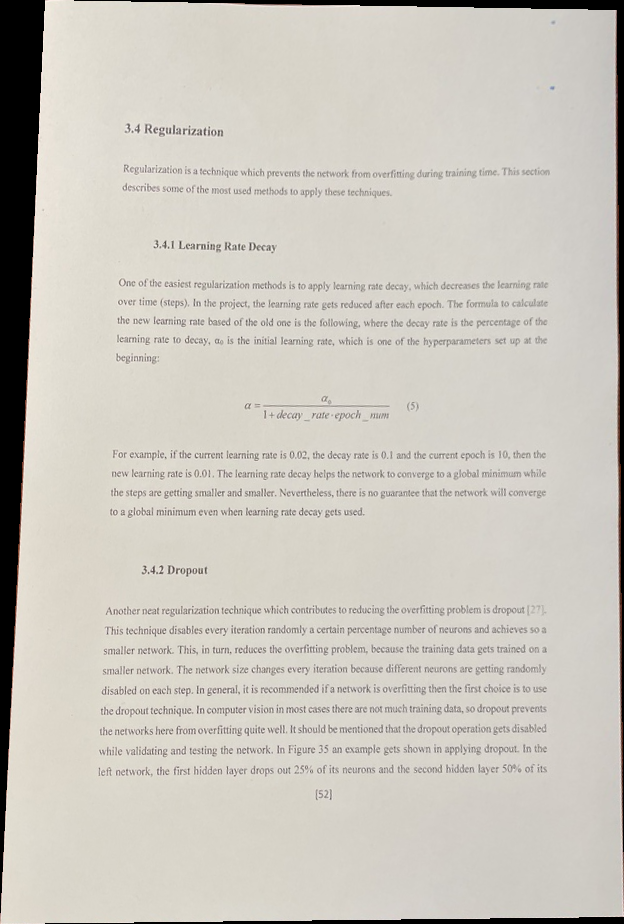 3.4 Regularization
Regularization is a technique which prevents the network from overfitting during training time. This section
describes some of the most used methods to apply these techniques.
3.4.1 Learning Rate Decay
One of the easiest regularization methods is to apply learning rate decay, which decreases the learning rate
over time (steps). In the project, the learning rate gets reduced after each epoch. The formula to calculate
the new learning rate based of the old one is the following, where the decay rate is the percentage of the
learning rate to decay, α₀ is the initial learning rate, which is one of the hyperparameters set up at the
beginning:
α = α₀ / (1 + decay_rate · epoch_num) (5)
For example, if the current learning rate is 0.02, the decay rate is 0.1 and the current epoch is 10, then the
new learning rate is 0.01. The learning rate decay helps the network to converge to a global minimum while
the steps are getting smaller and smaller. Nevertheless, there is no guarantee that the network will converge
to a global minimum even when learning rate decay gets used.
3.4.2 Dropout
Another neat regularization technique which contributes to reducing the overfitting problem is dropout [27].
This technique disables every iteration randomly a certain percentage number of neurons and achieves so a
smaller network. This, in turn, reduces the overfitting problem, because the training data gets trained on a
smaller network. The network size changes every iteration because different neurons are getting randomly
disabled on each step. In general, it is recommended if a network is overfitting then the first choice is to use
the dropout technique. In computer vision in most cases there are not much training data, so dropout prevents
the networks here from overfitting quite well. It should be mentioned that the dropout operation gets disabled
while validating and testing the network. In Figure 35 an example gets shown in applying dropout. In the
left network, the first hidden layer drops out 25% of its neurons and the second hidden layer 50% of its
[52]